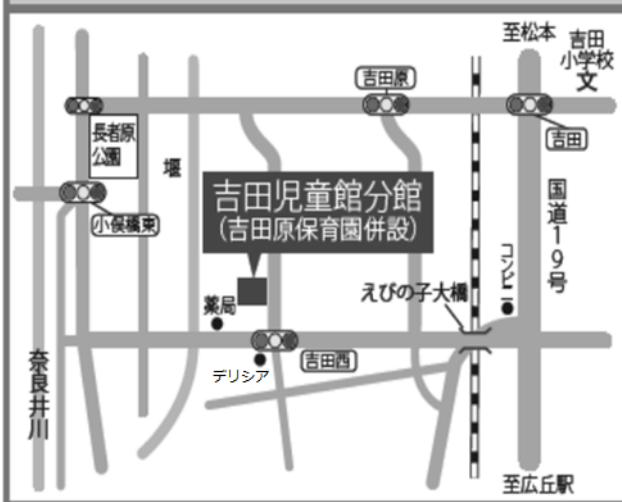 至松本
吉田
小学校
文
吉田原
吉田
長者原
公園
堰
吉田児童館分館
(吉田原保育園併設)
小俣橋東
国道19号
コンビニ
えびの子大橋
薬局
吉田西
デリシア
奈良井川
至広丘駅